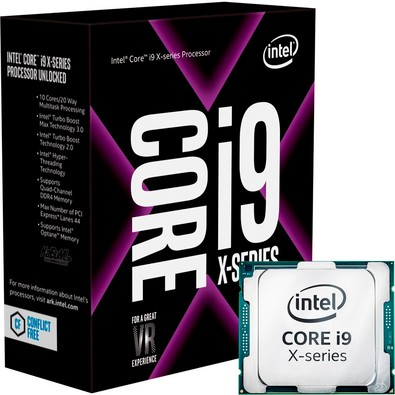 INTEL® CORE™ i9 X-SERIES
PROCESSOR UNLOCKED
• 10 Cores/20 Way
Multitask Processing
• Intel® Turbo Boost
Max Technology 3.0
• Intel® Turbo Boost
Technology 2.0
• Intel® Hyper-
Threading
Technology
• Supports
Quad-Channel
DDR4 Memory
• Max Number of PCI
Express® Lanes 44
• Supports Intel®
Optane™ Memory
For more information about Intel's
processors, visit ark.intel.com
CF CONFLICT
FREE
Intel® Core™ i9 X-series Processor
intel
CORE i9
X-SERIES
FOR A GREAT
VR
EXPERIENCE
intel
CORE i9
X-series